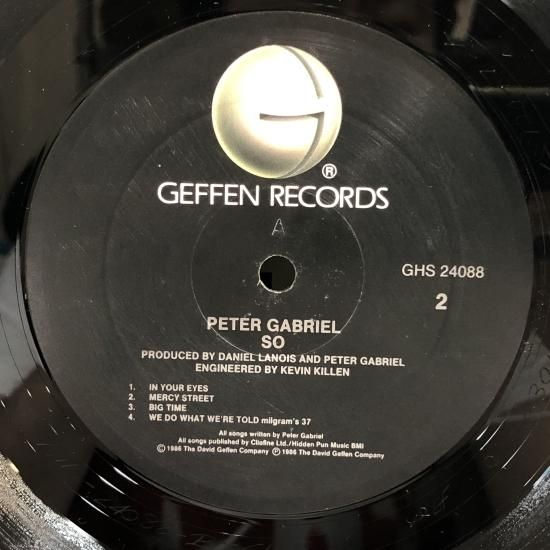 G
®
GEFFEN RECORDS
A
GHS 24088
2
PETER GABRIEL
SO
PRODUCED BY DANIEL LANOIS AND PETER GABRIEL
ENGINEERED BY KEVIN KILLEN
1. IN YOUR EYES
2. MERCY STREET
3. BIG TIME
4. WE DO WHAT WE'RE TOLD milgram's 37
All songs written by Peter Gabriel
All songs published by Cliofine Ltd./Hidden Pun Music BMI
© 1986 The David Geffen Company ℗ 1986 The David Geffen Company